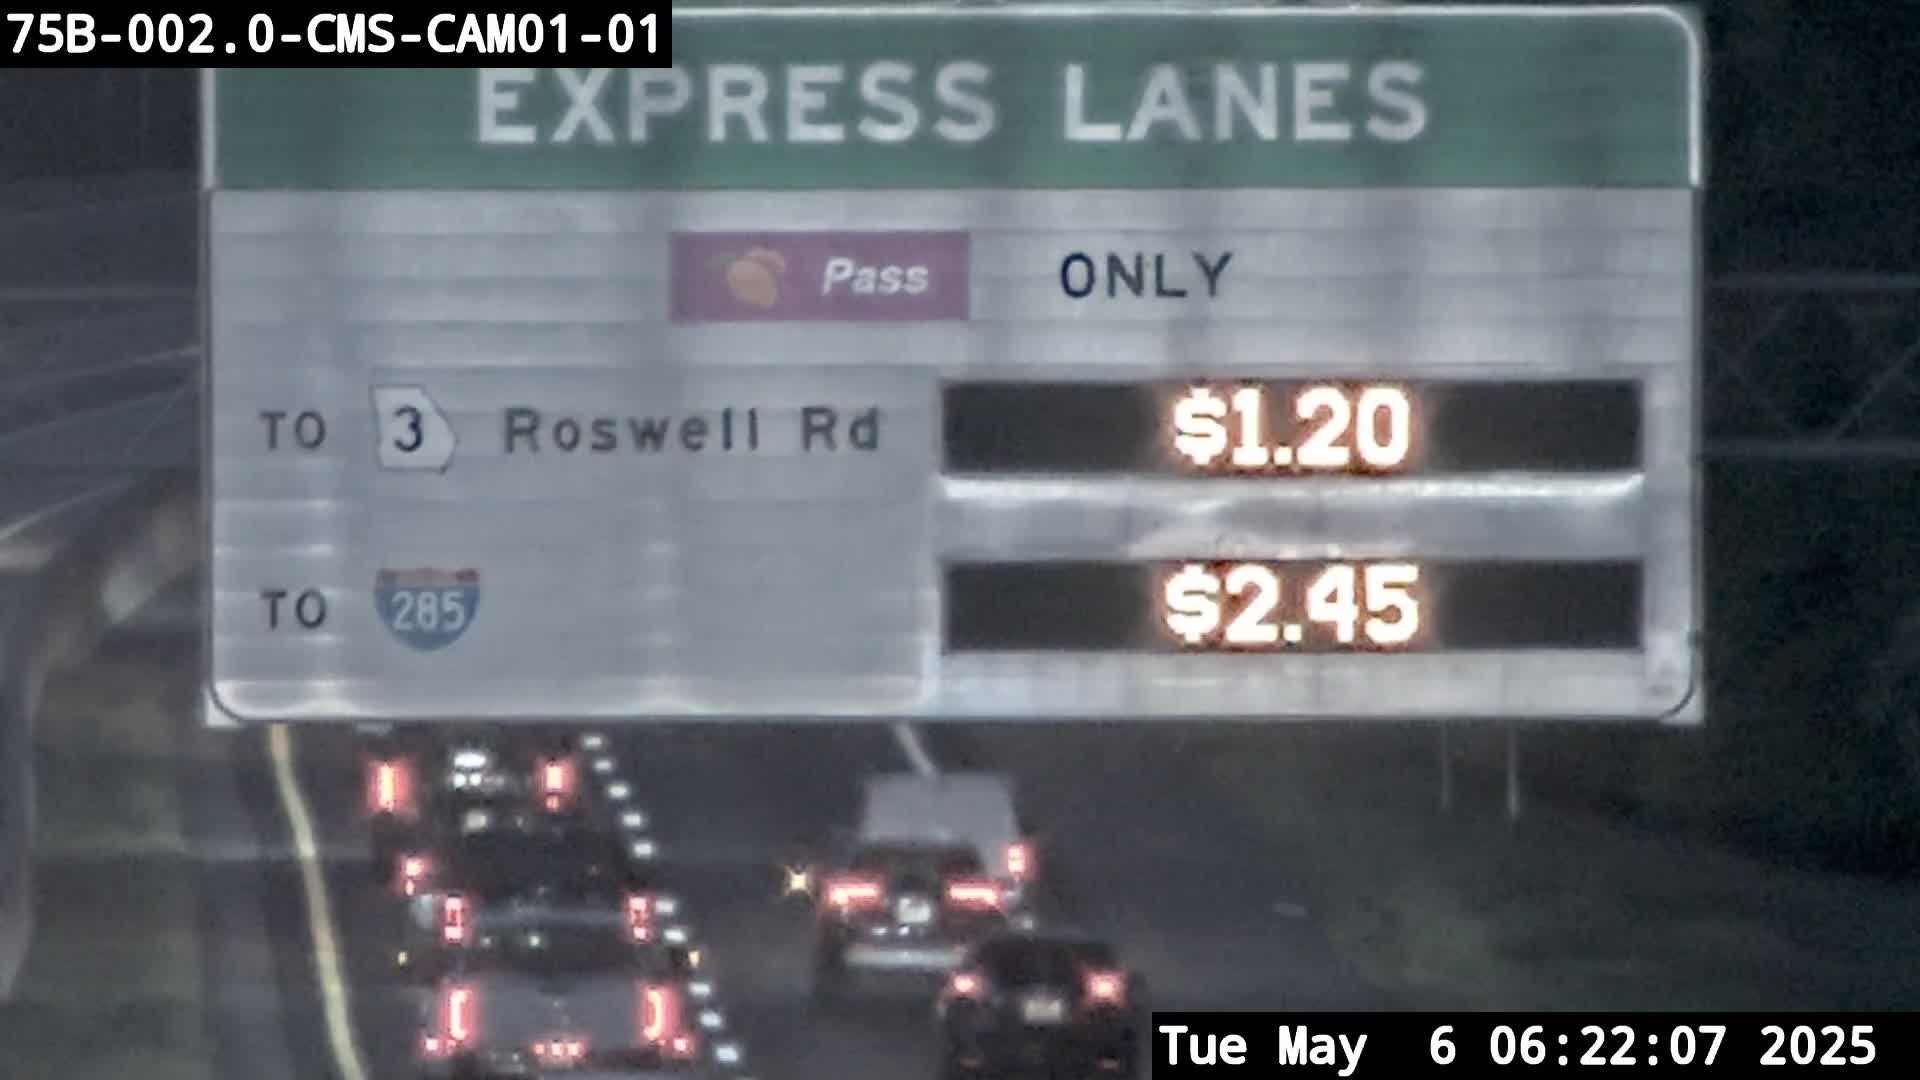 75B-002.0-CMS-CAM01-01
EXPRESS LANES
Pass ONLY
TO 3 Roswell Rd $1.20
TO 285 $2.45
Tue May 6 06:22:07 2025